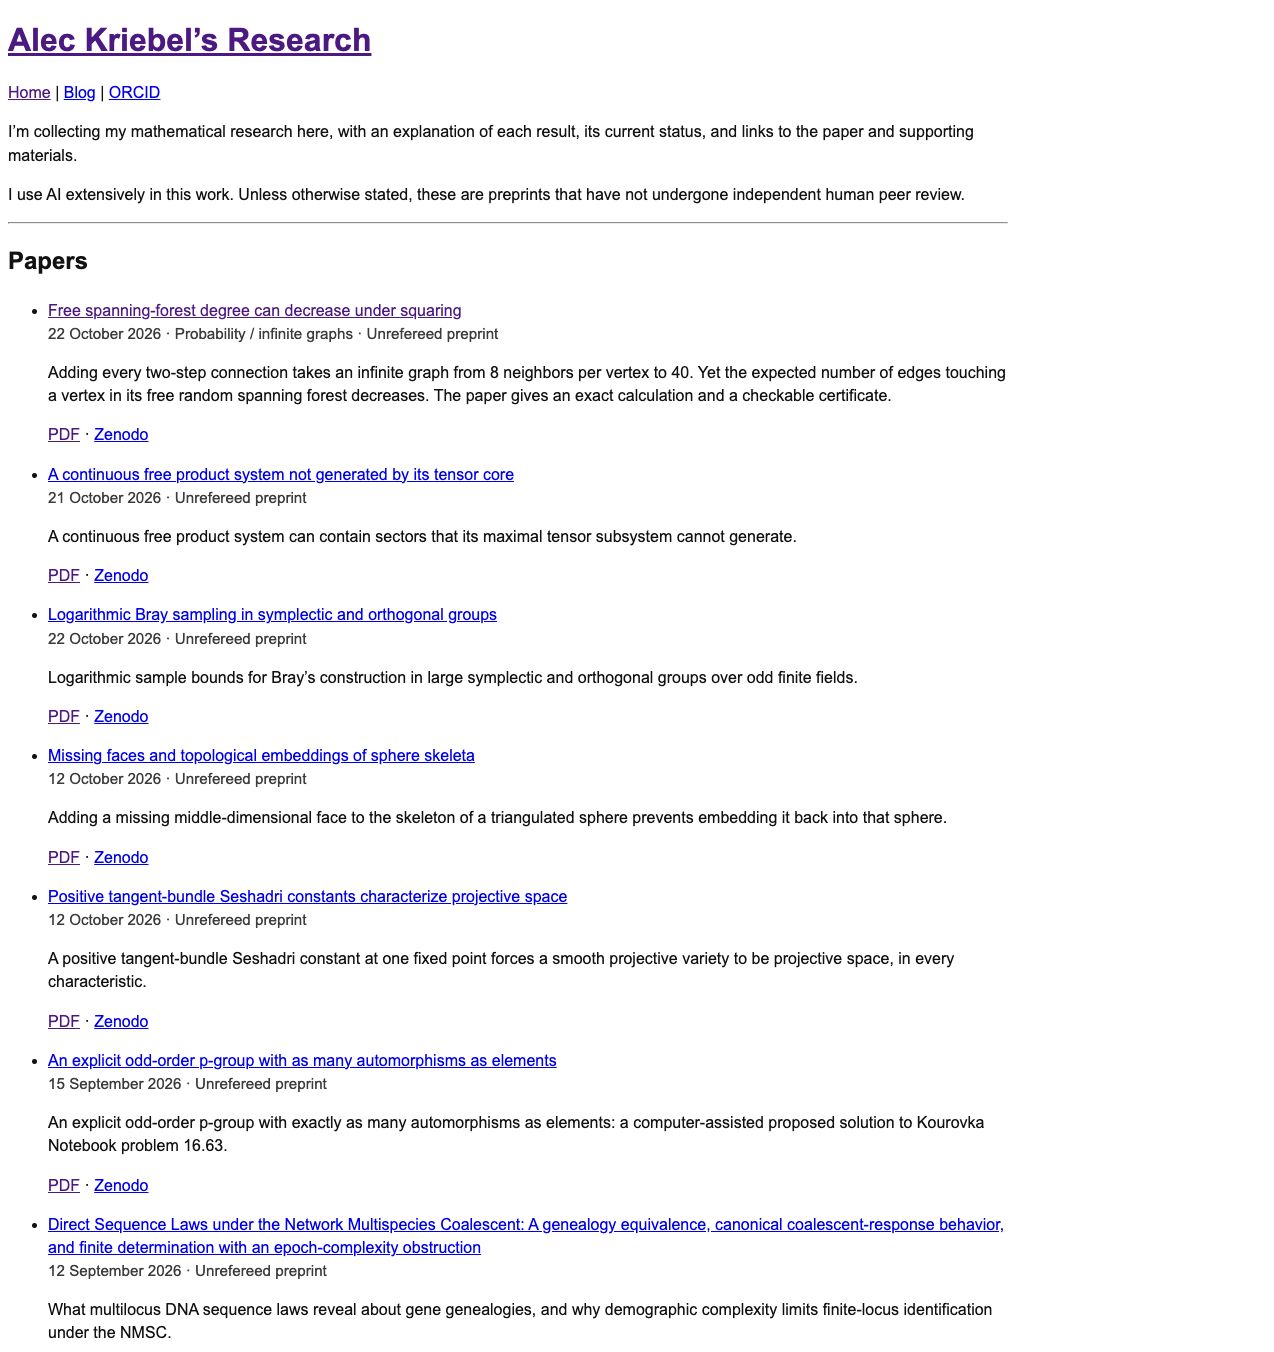 Alec Kriebel’s Research
Home | Blog | ORCID
I’m collecting my mathematical research here, with an explanation of each result, its current status, and links to the paper and supporting
materials.
I use AI extensively in this work. Unless otherwise stated, these are preprints that have not undergone independent human peer review.
Papers
• Free spanning-forest degree can decrease under squaring
22 October 2026 · Probability / infinite graphs · Unrefereed preprint
Adding every two-step connection takes an infinite graph from 8 neighbors per vertex to 40. Yet the expected number of edges touching
a vertex in its free random spanning forest decreases. The paper gives an exact calculation and a checkable certificate.
PDF · Zenodo
• A continuous free product system not generated by its tensor core
21 October 2026 · Unrefereed preprint
A continuous free product system can contain sectors that its maximal tensor subsystem cannot generate.
PDF · Zenodo
• Logarithmic Bray sampling in symplectic and orthogonal groups
22 October 2026 · Unrefereed preprint
Logarithmic sample bounds for Bray’s construction in large symplectic and orthogonal groups over odd finite fields.
PDF · Zenodo
• Missing faces and topological embeddings of sphere skeleta
12 October 2026 · Unrefereed preprint
Adding a missing middle-dimensional face to the skeleton of a triangulated sphere prevents embedding it back into that sphere.
PDF · Zenodo
• Positive tangent-bundle Seshadri constants characterize projective space
12 October 2026 · Unrefereed preprint
A positive tangent-bundle Seshadri constant at one fixed point forces a smooth projective variety to be projective space, in every
characteristic.
PDF · Zenodo
• An explicit odd-order p-group with as many automorphisms as elements
15 September 2026 · Unrefereed preprint
An explicit odd-order p-group with exactly as many automorphisms as elements: a computer-assisted proposed solution to Kourovka
Notebook problem 16.63.
PDF · Zenodo
• Direct Sequence Laws under the Network Multispecies Coalescent: A genealogy equivalence, canonical coalescent-response behavior,
and finite determination with an epoch-complexity obstruction
12 September 2026 · Unrefereed preprint
What multilocus DNA sequence laws reveal about gene genealogies, and why demographic complexity limits finite-locus identification
under the NMSC.